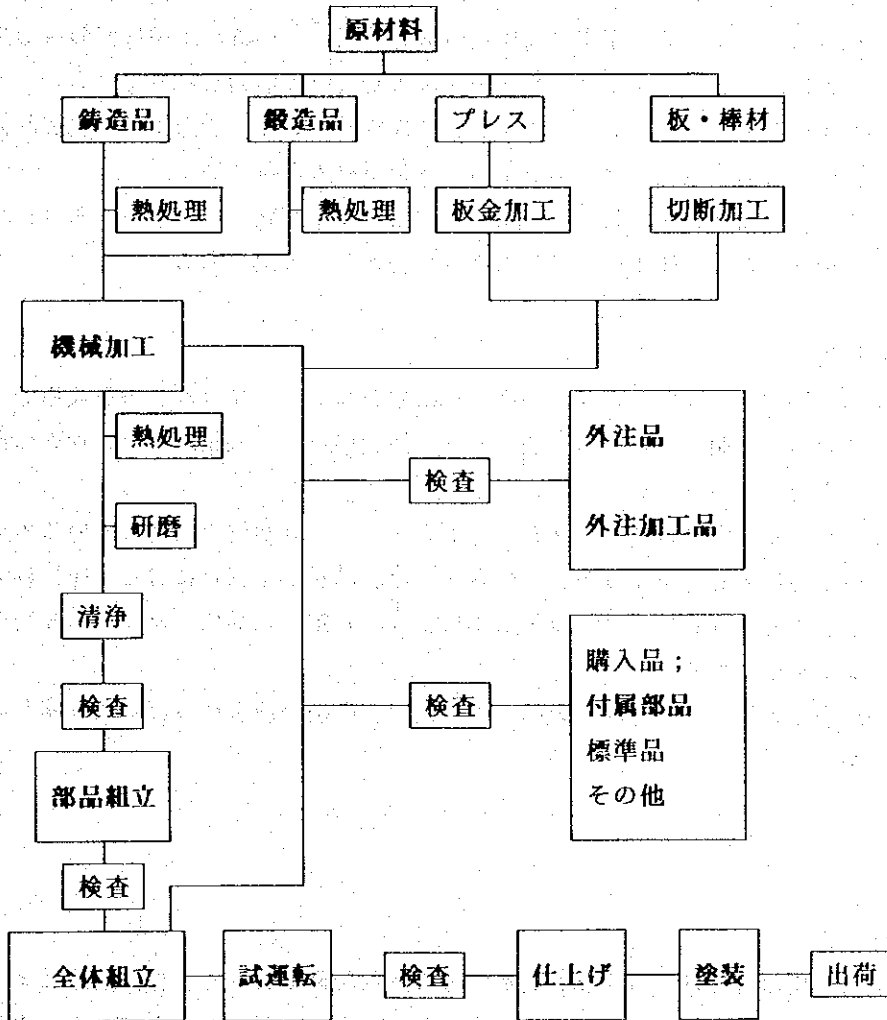 原材料
鋳造品
鍛造品
プレス
板・棒材
熱処理
熱処理
板金加工
切断加工
機械加工
熱処理
外注品
検査
研磨
外注加工品
清浄
購入品；
検査
検査
付属部品
標準品
部品組立
その他
検査
全体組立
試運転
検査
仕上げ
塗装
出荷